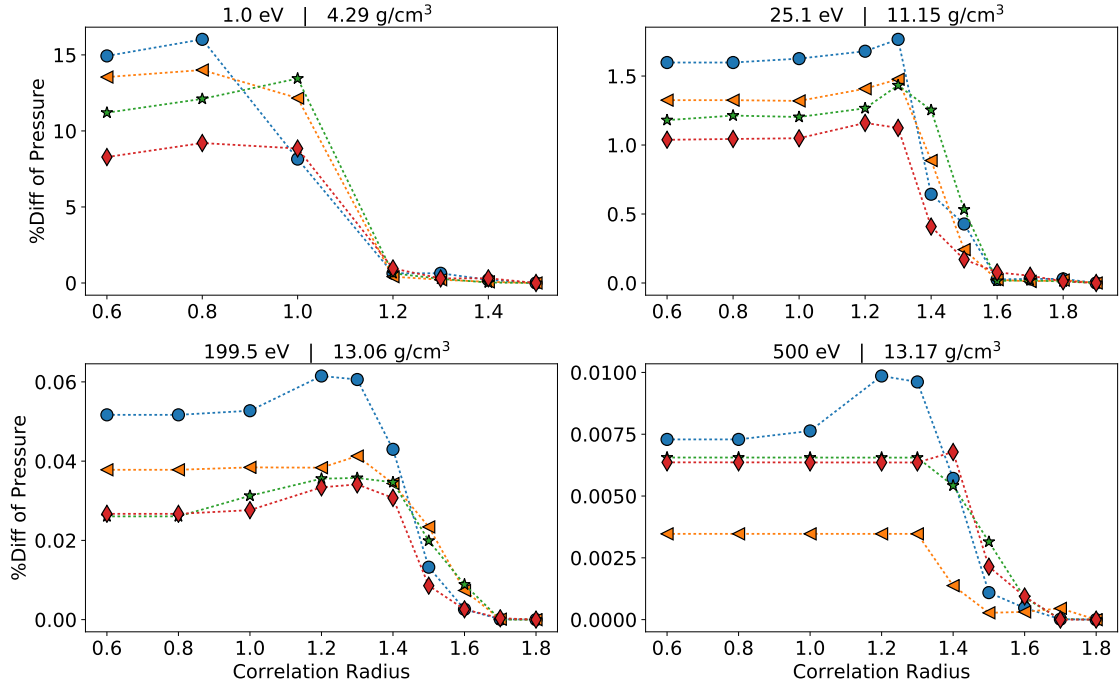 1.0 eV | 4.29 g/cm³
25.1 eV | 11.15 g/cm³
%Diff of Pressure
15
10
5
0
0.6 0.8 1.0 1.2 1.4
1.5
1.0
0.5
0.0
0.6 0.8 1.0 1.2 1.4 1.6 1.8
199.5 eV | 13.06 g/cm³
500 eV | 13.17 g/cm³
%Diff of Pressure
0.06
0.04
0.02
0.00
0.6 0.8 1.0 1.2 1.4 1.6 1.8
Correlation Radius
0.0100
0.0075
0.0050
0.0025
0.0000
0.6 0.8 1.0 1.2 1.4 1.6 1.8
Correlation Radius